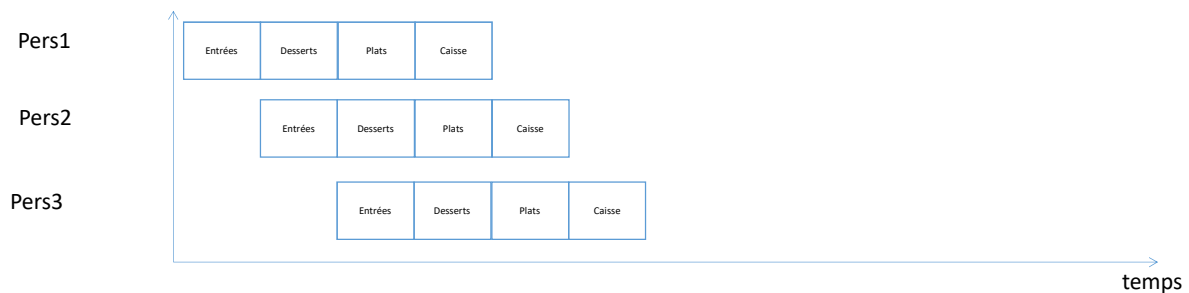 Pers1
Entrées Desserts Plats Caisse
Pers2
Entrées Desserts Plats Caisse
Pers3
Entrées Desserts Plats Caisse
temps